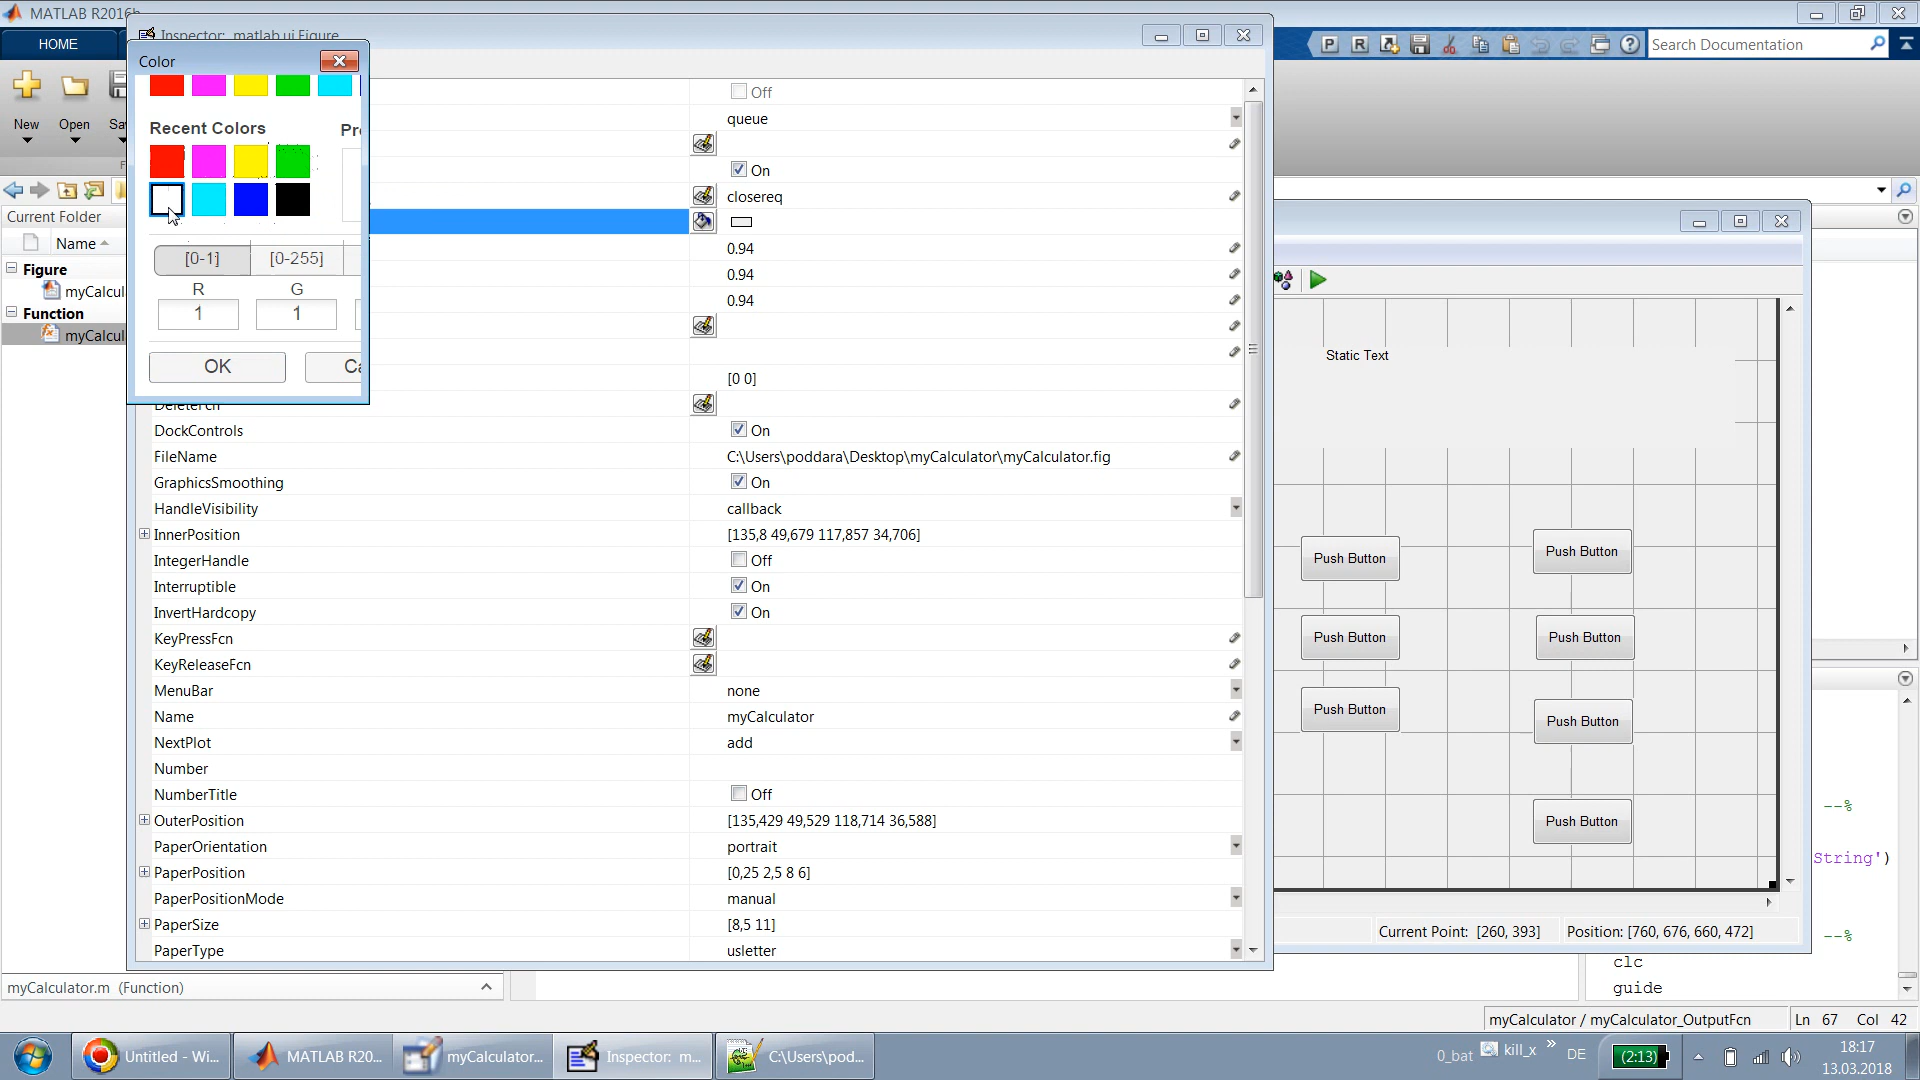 MATLAB R2016b
Inspector: matlab.ui.Figure
HOME
Search Documentation
Color
New
Open
Recent Colors
[0-1]
[0-255]
R
G
1
1
OK
Current Folder
Name
Figure
myCalcul
Function
myCalcul
Off
queue
On
closereq
0.94
0.94
0.94
[0 0]
DeleteFcn
DockControls
On
FileName
C:\Users\poddara\Desktop\myCalculator\myCalculator.fig
GraphicsSmoothing
On
HandleVisibility
callback
InnerPosition
[135,8 49,679 117,857 34,706]
IntegerHandle
Off
Interruptible
On
InvertHardcopy
On
KeyPressFcn
KeyReleaseFcn
MenuBar
none
Name
myCalculator
NextPlot
add
Number
NumberTitle
Off
OuterPosition
[135,429 49,529 118,714 36,588]
PaperOrientation
portrait
PaperPosition
[0,25 2,5 8 6]
PaperPositionMode
manual
PaperSize
[8,5 11]
PaperType
usletter
Static Text
Push Button
Push Button
Push Button
Push Button
Push Button
Push Button
Push Button
Current Point: [260, 393]
Position: [760, 676, 660, 472]
--%
String')
--%
clc
guide
myCalculator.m (Function)
myCalculator / myCalculator_OutputFcn
Ln 67 Col 42
Untitled - Wi...
MATLAB R20...
myCalculator...
Inspector: m...
C:\Users\pod...
0_bat
kill_x
»
DE
(2:13)
18:17
13.03.2018